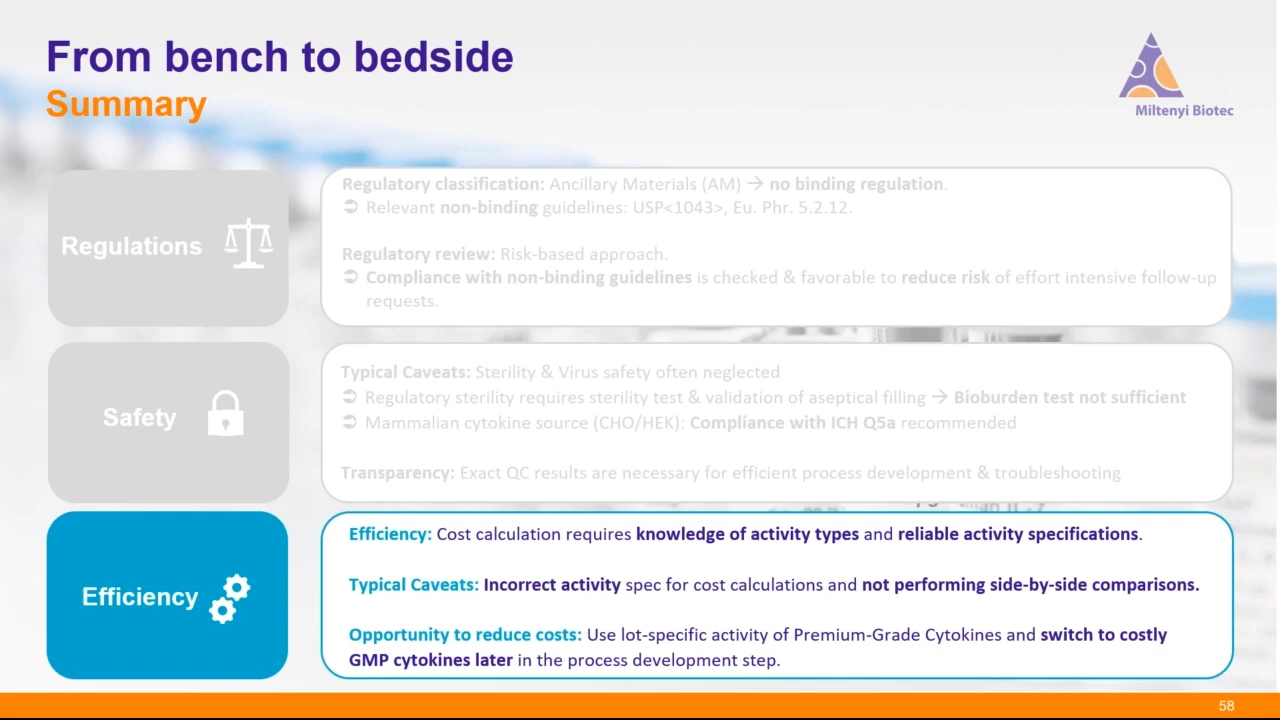 From bench to bedside
Summary
Miltenyi Biotec
Regulations
Regulatory classification: Ancillary Materials (AM) → no binding regulation.
➲ Relevant non-binding guidelines: USP<1043>, Eu. Phr. 5.2.12.
Regulatory review: Risk-based approach.
➲ Compliance with non-binding guidelines is checked & favorable to reduce risk of effort intensive follow-up
requests.
Safety
Typical Caveats: Sterility & Virus safety often neglected
➲ Regulatory sterility requires sterility test & validation of aseptical filling → Bioburden test not sufficient
➲ Mammalian cytokine source (CHO/HEK): Compliance with ICH Q5a recommended
Transparency: Exact QC results are necessary for efficient process development & troubleshooting
Efficiency
Efficiency: Cost calculation requires knowledge of activity types and reliable activity specifications.
Typical Caveats: Incorrect activity spec for cost calculations and not performing side-by-side comparisons.
Opportunity to reduce costs: Use lot-specific activity of Premium-Grade Cytokines and switch to costly
GMP cytokines later in the process development step.
58